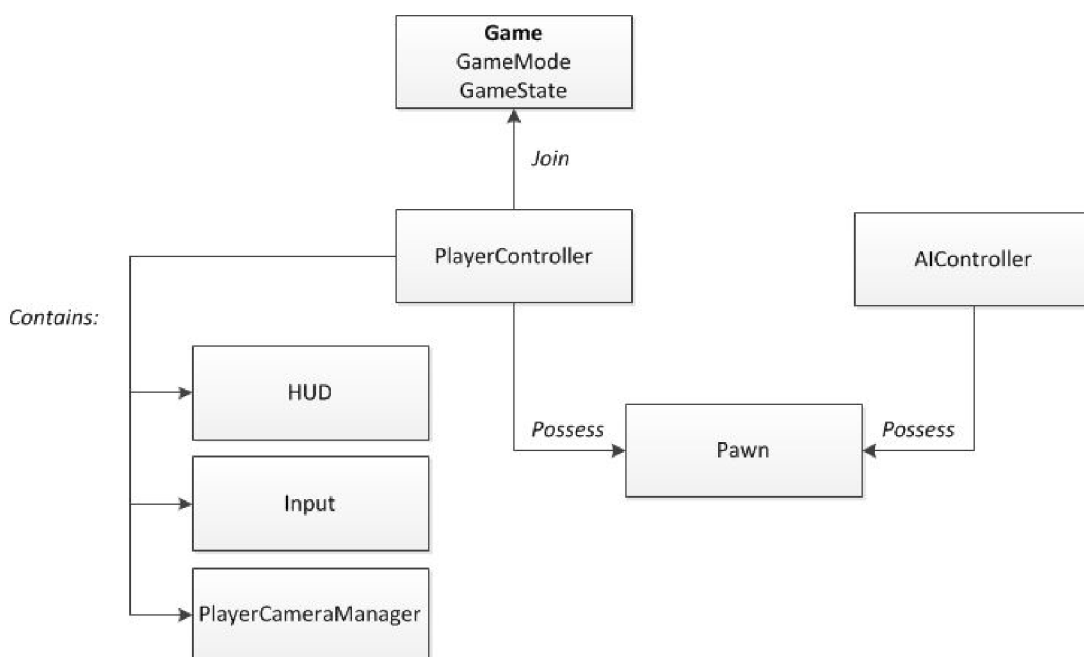 Game
GameMode
GameState
Join
PlayerController
AIController
Contains:
HUD
Possess
Possess
Pawn
Input
PlayerCameraManager